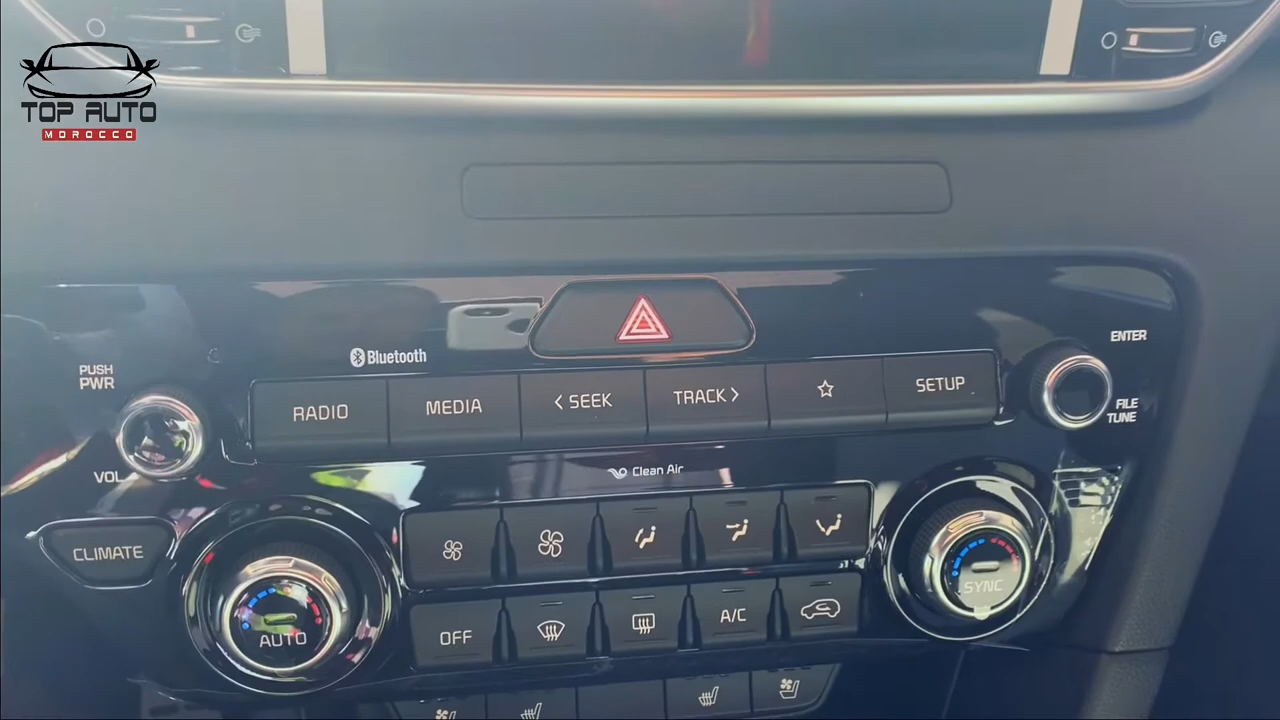 TOP AUTO
MOROCCO
PUSH
PWR
VOL
Bluetooth
RADIO
MEDIA
< SEEK
TRACK >
SETUP
ENTER
FILE
TUNE
Clean Air
CLIMATE
AUTO
OFF
A/C
SYNC